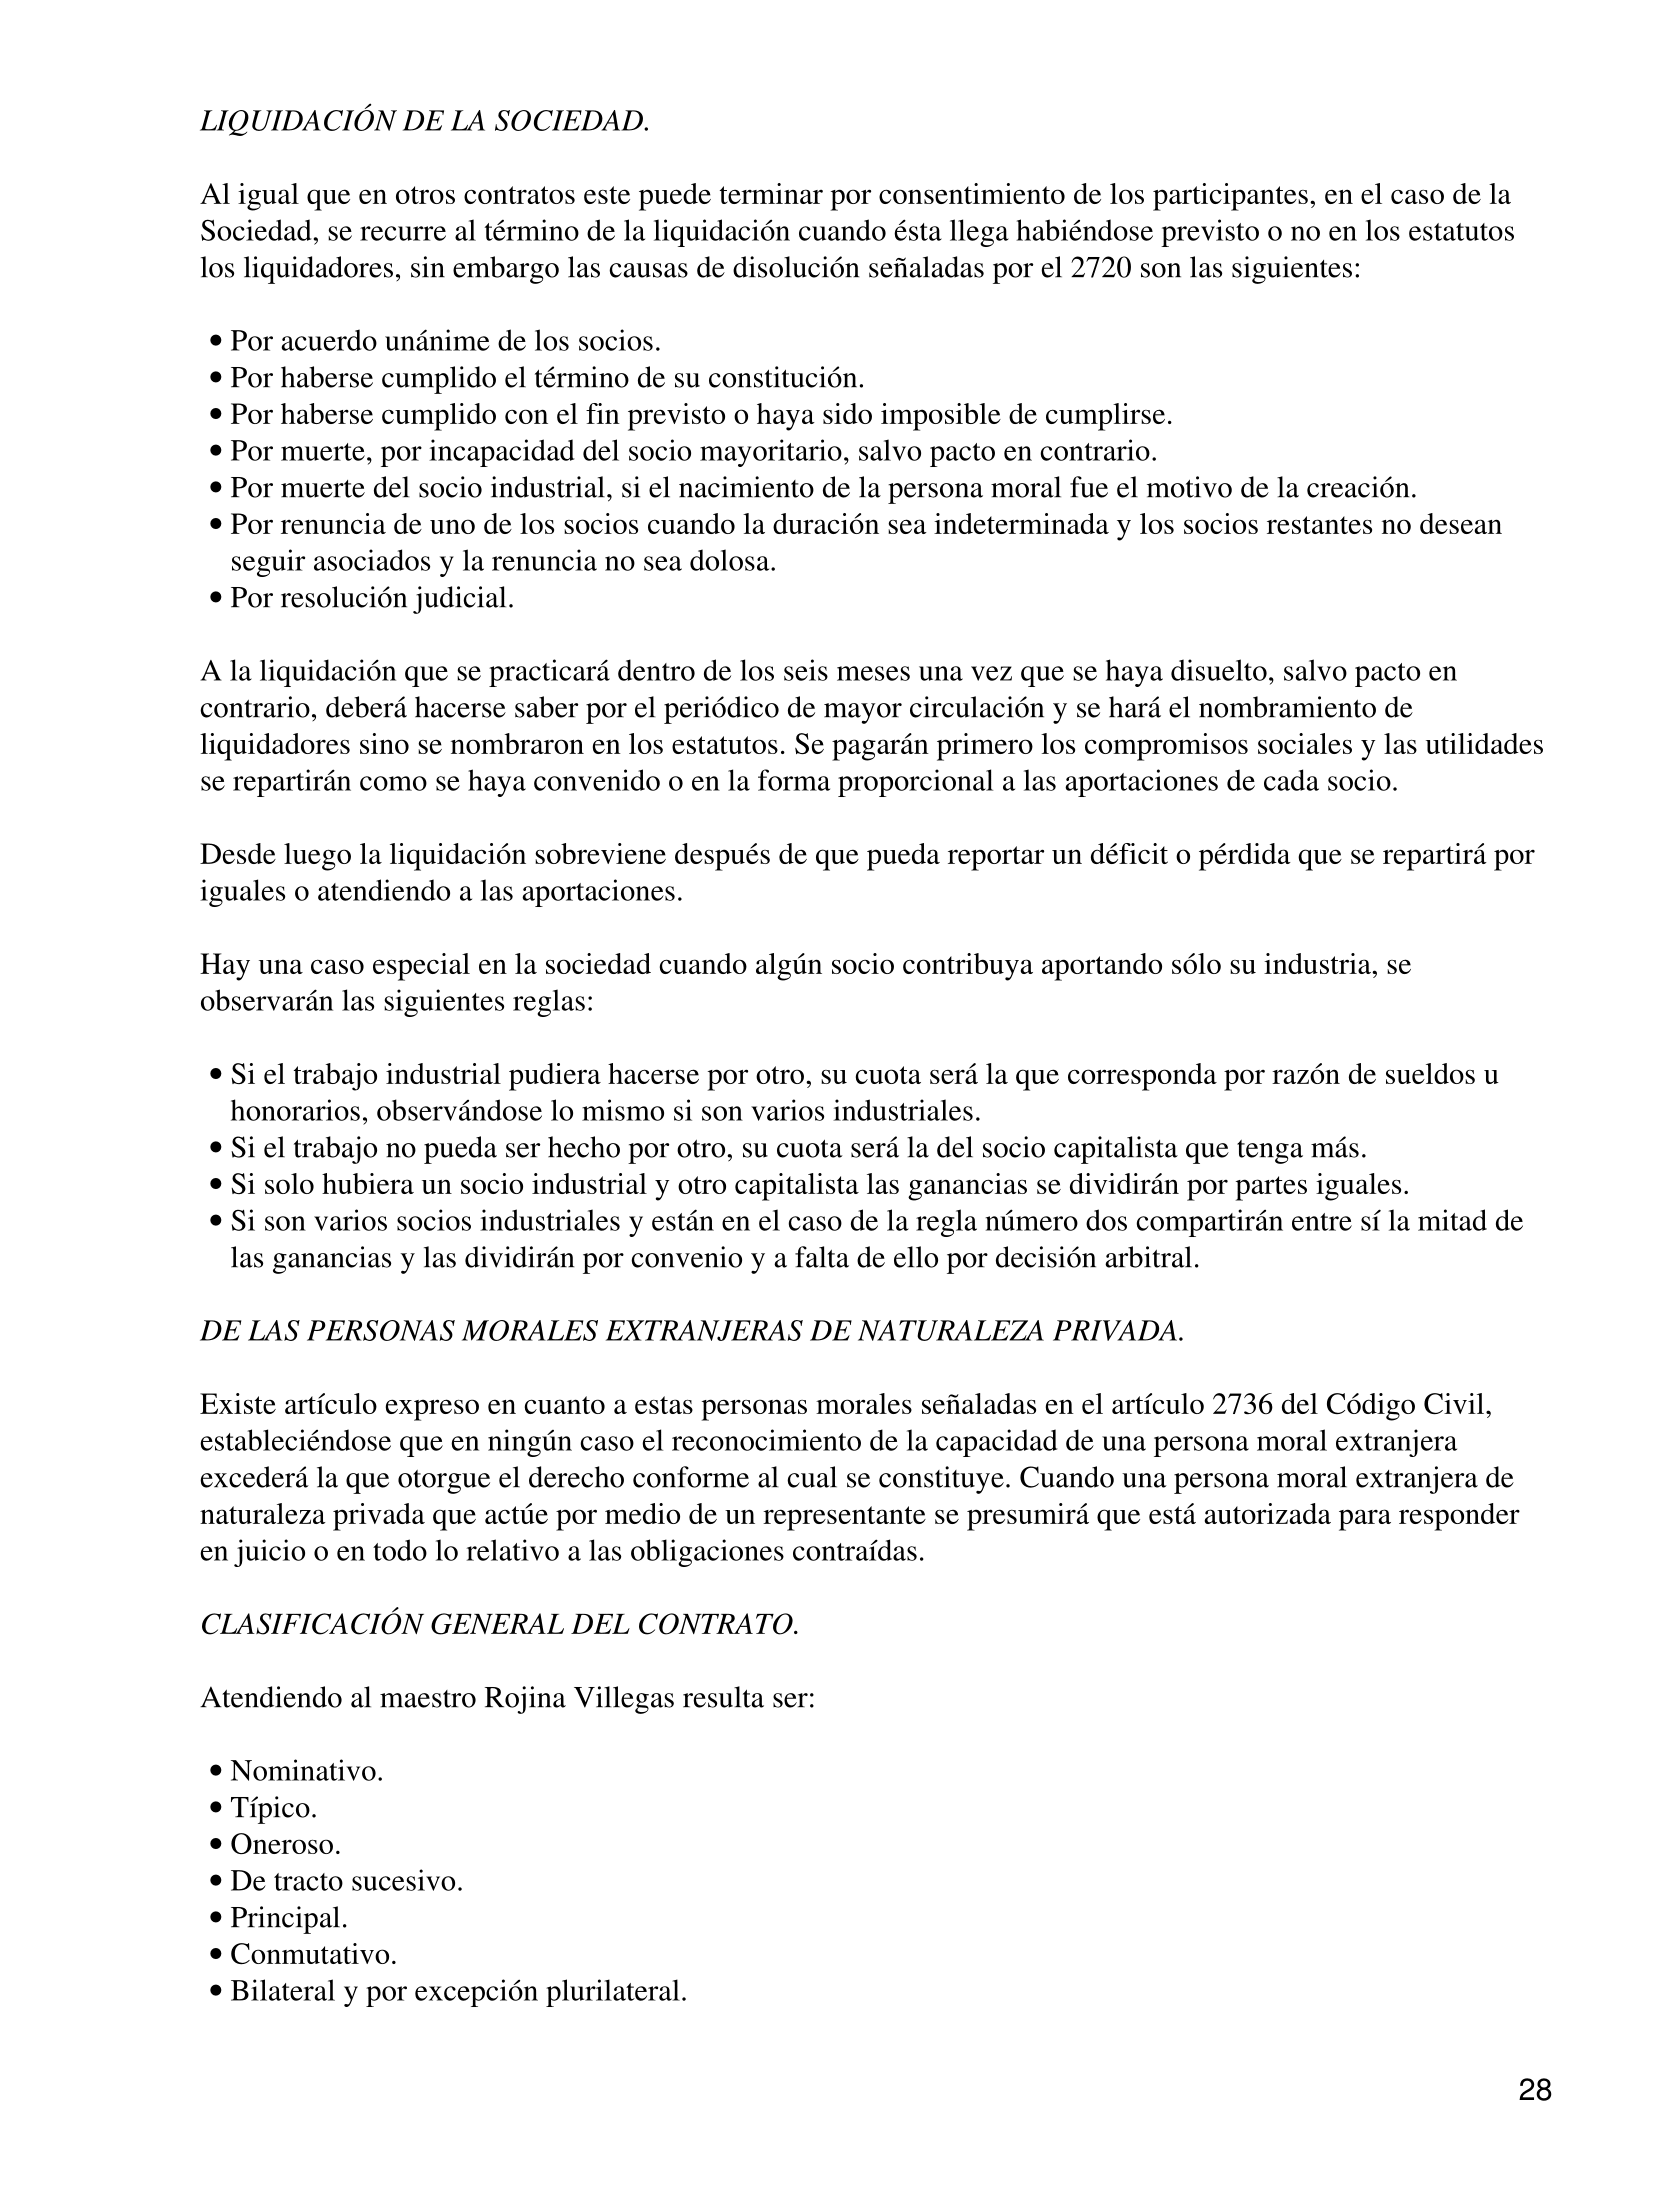 LIQUIDACIÓN DE LA SOCIEDAD.
Al igual que en otros contratos este puede terminar por consentimiento de los participantes, en el caso de la
Sociedad, se recurre al término de la liquidación cuando ésta llega habiéndose previsto o no en los estatutos
los liquidadores, sin embargo las causas de disolución señaladas por el 2720 son las siguientes:
• Por acuerdo unánime de los socios.
• Por haberse cumplido el término de su constitución.
• Por haberse cumplido con el fin previsto o haya sido imposible de cumplirse.
• Por muerte, por incapacidad del socio mayoritario, salvo pacto en contrario.
• Por muerte del socio industrial, si el nacimiento de la persona moral fue el motivo de la creación.
• Por renuncia de uno de los socios cuando la duración sea indeterminada y los socios restantes no desean
seguir asociados y la renuncia no sea dolosa.
• Por resolución judicial.
A la liquidación que se practicará dentro de los seis meses una vez que se haya disuelto, salvo pacto en
contrario, deberá hacerse saber por el periódico de mayor circulación y se hará el nombramiento de
liquidadores sino se nombraron en los estatutos. Se pagarán primero los compromisos sociales y las utilidades
se repartirán como se haya convenido o en la forma proporcional a las aportaciones de cada socio.
Desde luego la liquidación sobreviene después de que pueda reportar un déficit o pérdida que se repartirá por
iguales o atendiendo a las aportaciones.
Hay una caso especial en la sociedad cuando algún socio contribuya aportando sólo su industria, se
observarán las siguientes reglas:
• Si el trabajo industrial pudiera hacerse por otro, su cuota será la que corresponda por razón de sueldos u
honorarios, observándose lo mismo si son varios industriales.
• Si el trabajo no pueda ser hecho por otro, su cuota será la del socio capitalista que tenga más.
• Si solo hubiera un socio industrial y otro capitalista las ganancias se dividirán por partes iguales.
• Si son varios socios industriales y están en el caso de la regla número dos compartirán entre sí la mitad de
las ganancias y las dividirán por convenio y a falta de ello por decisión arbitral.
DE LAS PERSONAS MORALES EXTRANJERAS DE NATURALEZA PRIVADA.
Existe artículo expreso en cuanto a estas personas morales señaladas en el artículo 2736 del Código Civil,
estableciéndose que en ningún caso el reconocimiento de la capacidad de una persona moral extranjera
excederá la que otorgue el derecho conforme al cual se constituye. Cuando una persona moral extranjera de
naturaleza privada que actúe por medio de un representante se presumirá que está autorizada para responder
en juicio o en todo lo relativo a las obligaciones contraídas.
CLASIFICACIÓN GENERAL DEL CONTRATO.
Atendiendo al maestro Rojina Villegas resulta ser:
• Nominativo.
• Típico.
• Oneroso.
• De tracto sucesivo.
• Principal.
• Conmutativo.
• Bilateral y por excepción plurilateral.
28